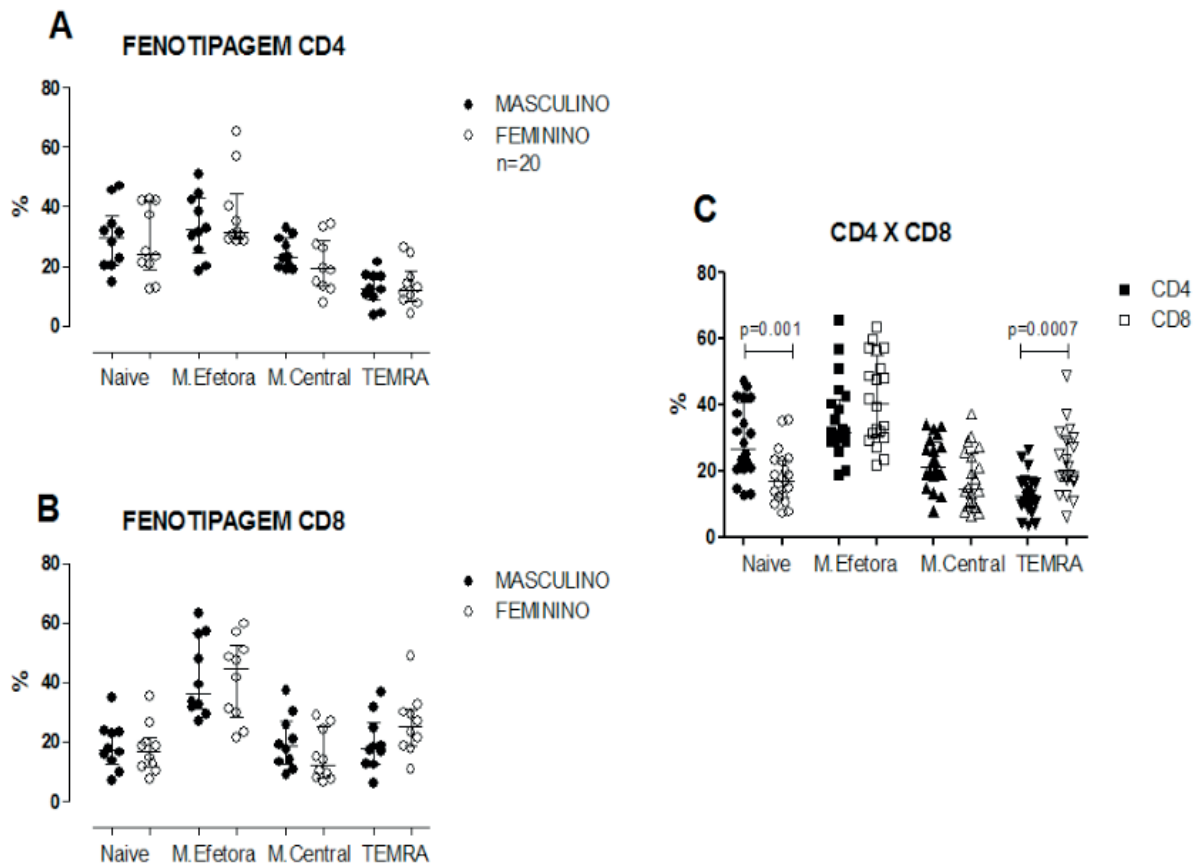 A
FENOTIPAGEM CD4
80
60
40
20
0
%
MASCULINO
FEMININO
n=20
Naive M.Efetora M.Central TEMRA
B
FENOTIPAGEM CD8
80
60
40
20
0
%
MASCULINO
FEMININO
Naive M.Efetora M.Central TEMRA
C
CD4 X CD8
80
60
40
20
0
%
CD4
CD8
p=0.001
p=0.0007
Naive M.Efetora M.Central TEMRA